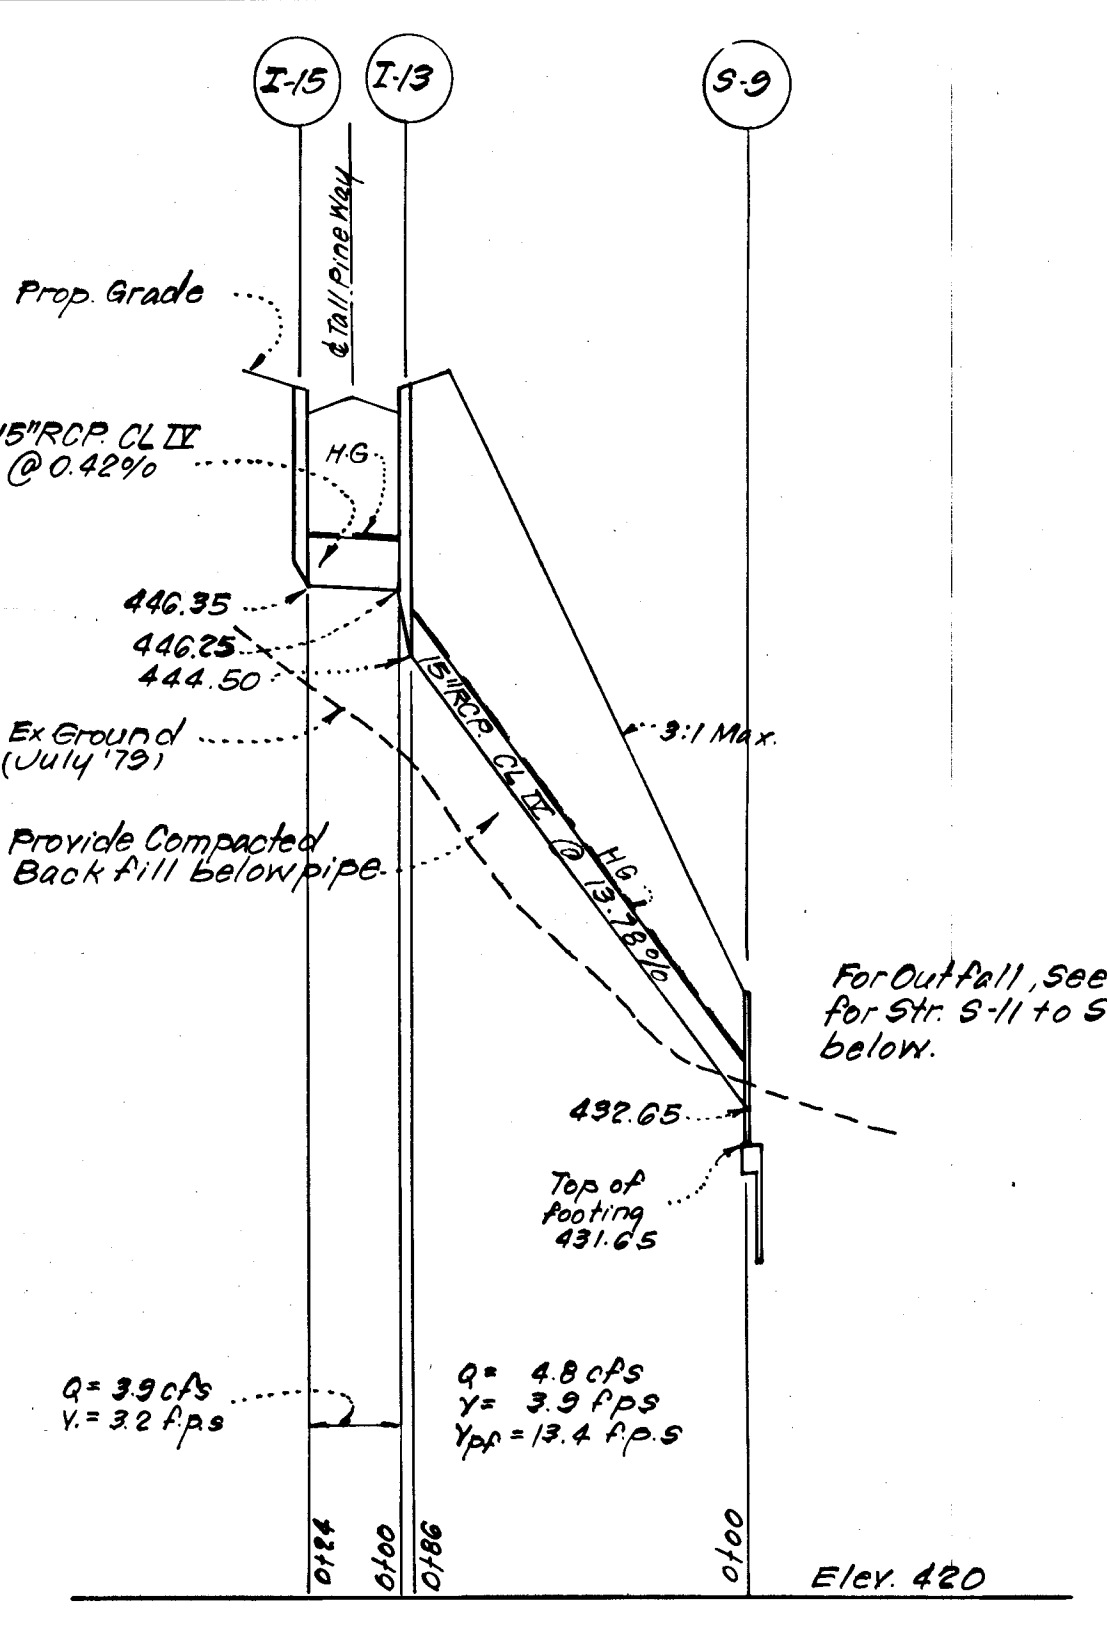 I-15
I-13
S-9
℄ Tall Pine Way
Prop. Grade
15"RCP. CL IV
@ 0.42%
H·G
446.35
446.25
444.50
15"RCP. CL IV @ 13.78%
HG
3:1 Max.
Ex Ground
(July '79)
Provide Compacted
Back fill below pipe
For Outfall, See
for Str. S-11 to S
below.
432.65
Top of
footing
431.65
Q= 3.9 cfs
V.= 3.2 f.p.s
Q= 4.8 cfs
V= 3.9 fps
Vpf = 13.4 f.p.s
0+24
0+00
0+86
0+00
Elev. 420